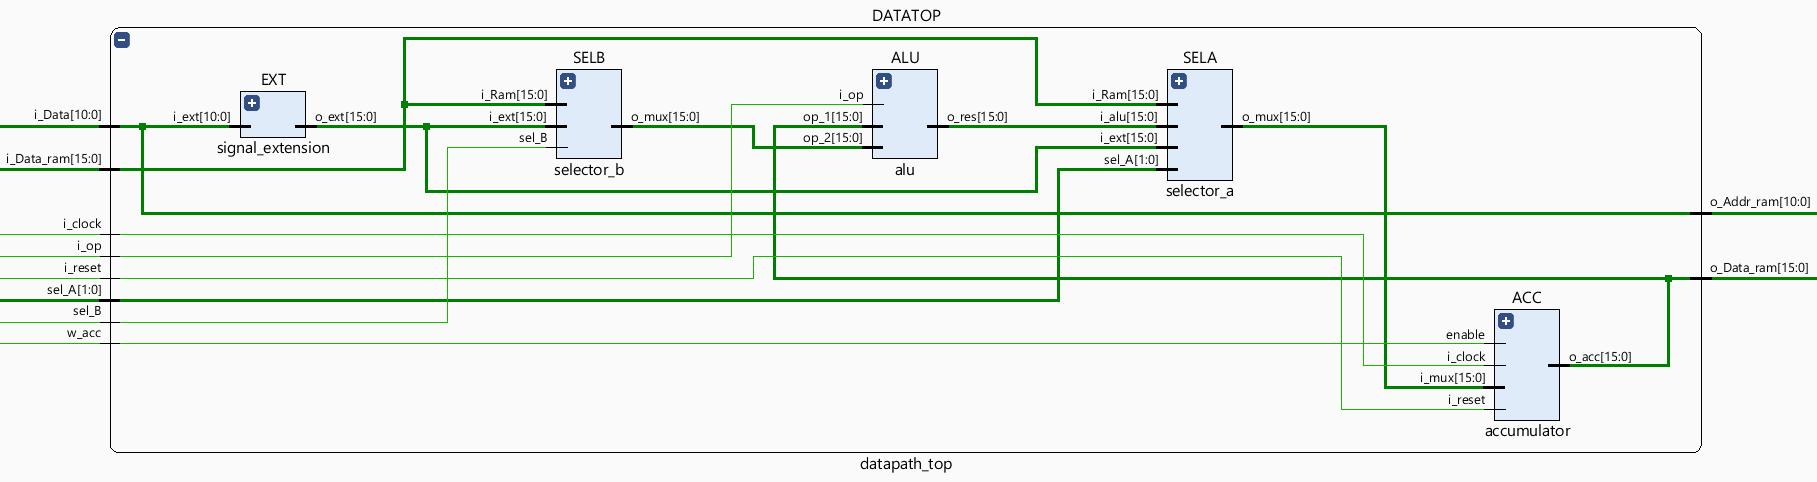 DATATOP
EXT
i_ext[10:0]
o_ext[15:0]
signal_extension
SELB
i_Ram[15:0]
i_ext[15:0]
sel_B
o_mux[15:0]
selector_b
ALU
i_op
op_1[15:0]
op_2[15:0]
o_res[15:0]
alu
SELA
i_Ram[15:0]
i_alu[15:0]
i_ext[15:0]
sel_A[1:0]
o_mux[15:0]
selector_a
i_Data[10:0]
i_Data_ram[15:0]
i_clock
i_op
i_reset
sel_A[1:0]
sel_B
w_acc
o_Addr_ram[10:0]
o_Data_ram[15:0]
ACC
enable
i_clock
i_mux[15:0]
i_reset
o_acc[15:0]
accumulator
datapath_top